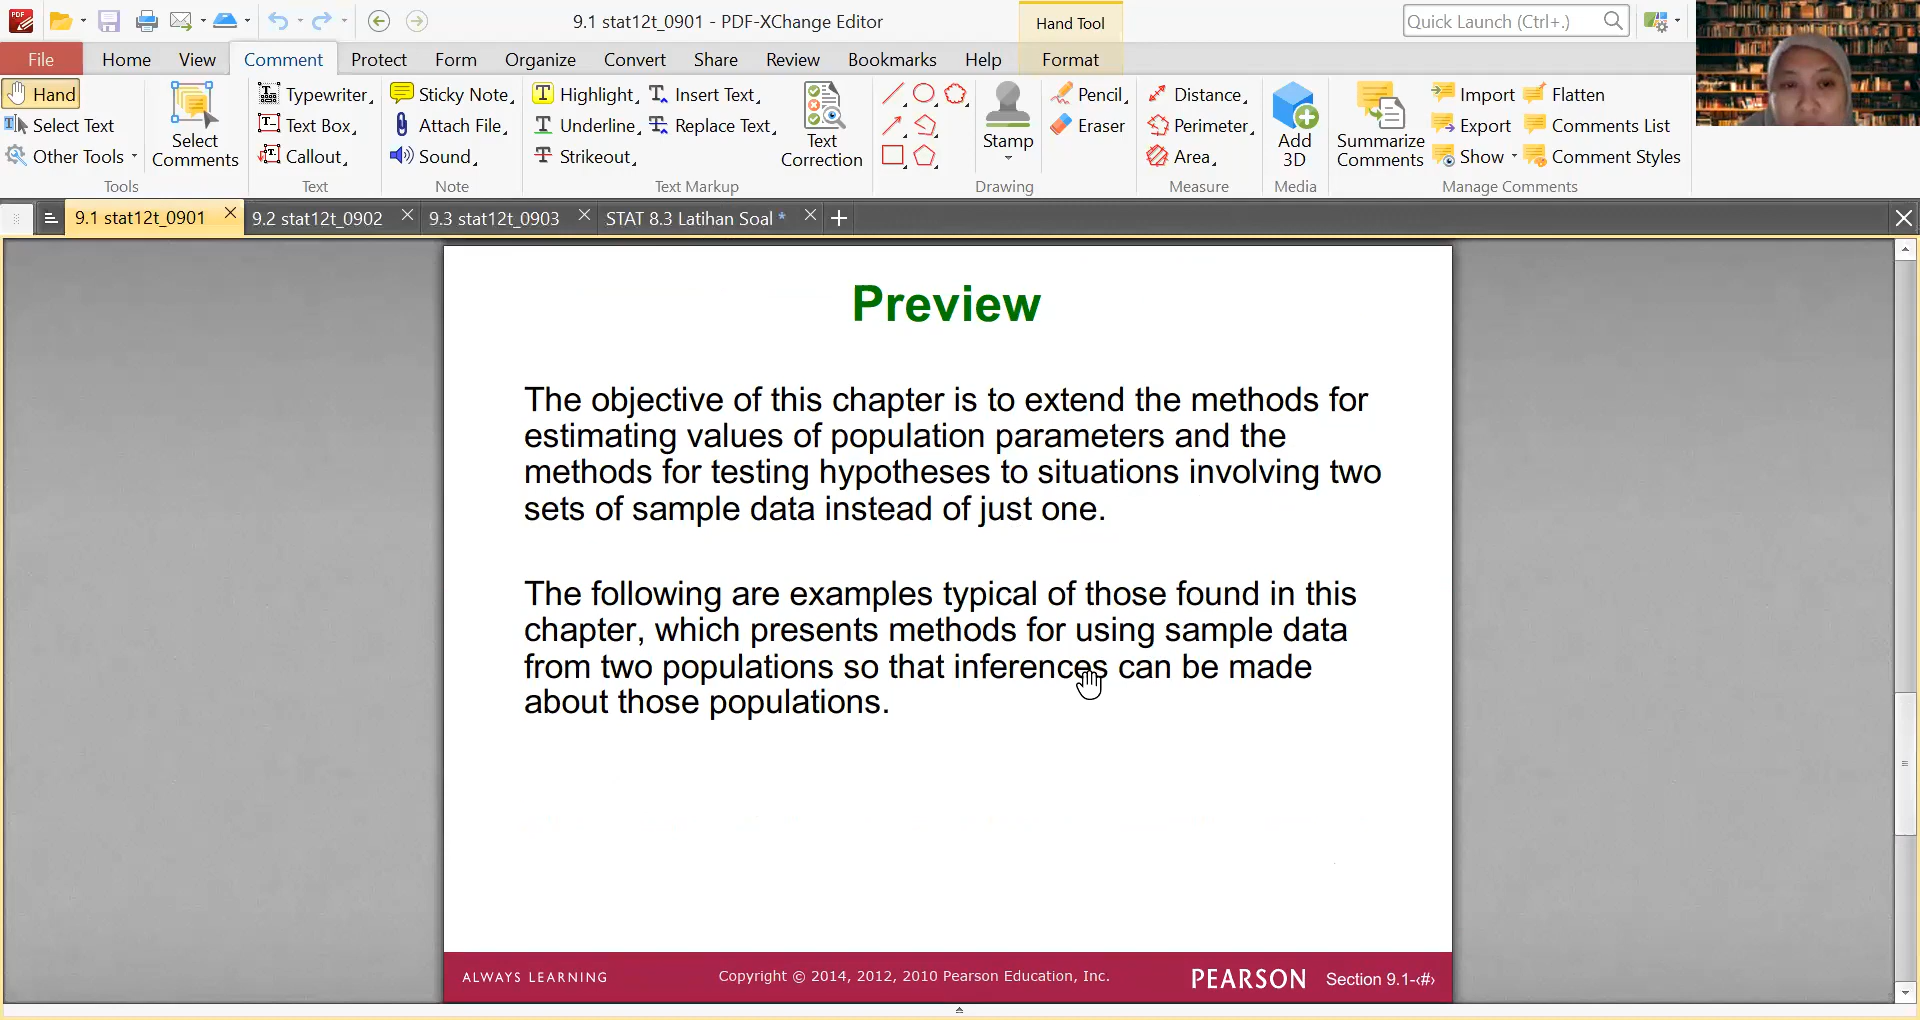 9.1 stat12t_0901 - PDF-XChange Editor
Hand Tool
Quick Launch (Ctrl+.)
File Home View Comment Protect Form Organize Convert Share Review Bookmarks Help Format
Hand
Select Text
Other Tools
Select
Comments
Tools
Typewriter
Text Box
Callout
Text
Sticky Note
Attach File
Sound
Note
Highlight
Underline
Strikeout
Insert Text
Replace Text
Text
Correction
Text Markup
Stamp
Drawing
Pencil
Eraser
Distance
Perimeter
Area
Measure
Add
3D
Media
Summarize
Comments
Import
Export
Show
Flatten
Comments List
Comment Styles
Manage Comments
9.1 stat12t_0901 9.2 stat12t_0902 9.3 stat12t_0903 STAT 8.3 Latihan Soal *
Preview
The objective of this chapter is to extend the methods for
estimating values of population parameters and the
methods for testing hypotheses to situations involving two
sets of sample data instead of just one.
The following are examples typical of those found in this
chapter, which presents methods for using sample data
from two populations so that inferences can be made
about those populations.
ALWAYS LEARNING Copyright © 2014, 2012, 2010 Pearson Education, Inc. PEARSON Section 9.1-‹#›